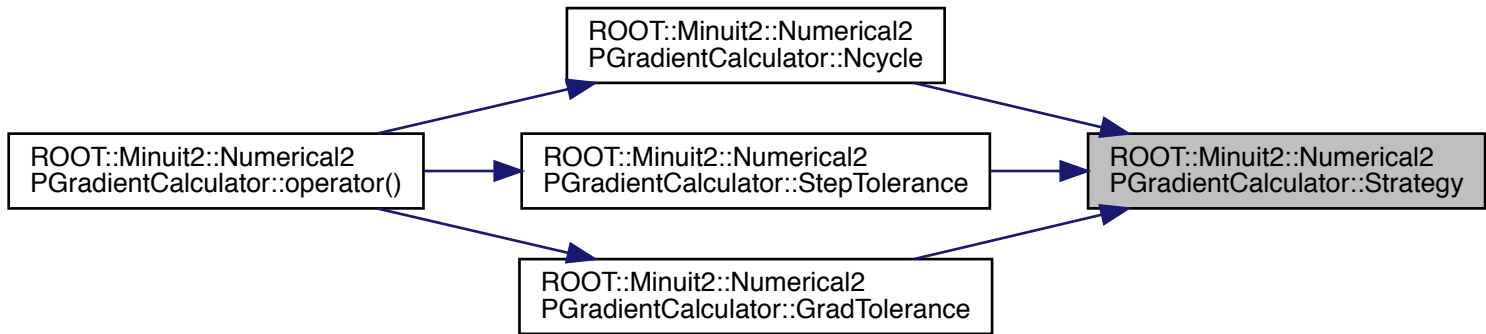 ROOT::Minuit2::Numerical2
PGradientCalculator::Ncycle
ROOT::Minuit2::Numerical2
PGradientCalculator::operator()
ROOT::Minuit2::Numerical2
PGradientCalculator::StepTolerance
ROOT::Minuit2::Numerical2
PGradientCalculator::Strategy
ROOT::Minuit2::Numerical2
PGradientCalculator::GradTolerance